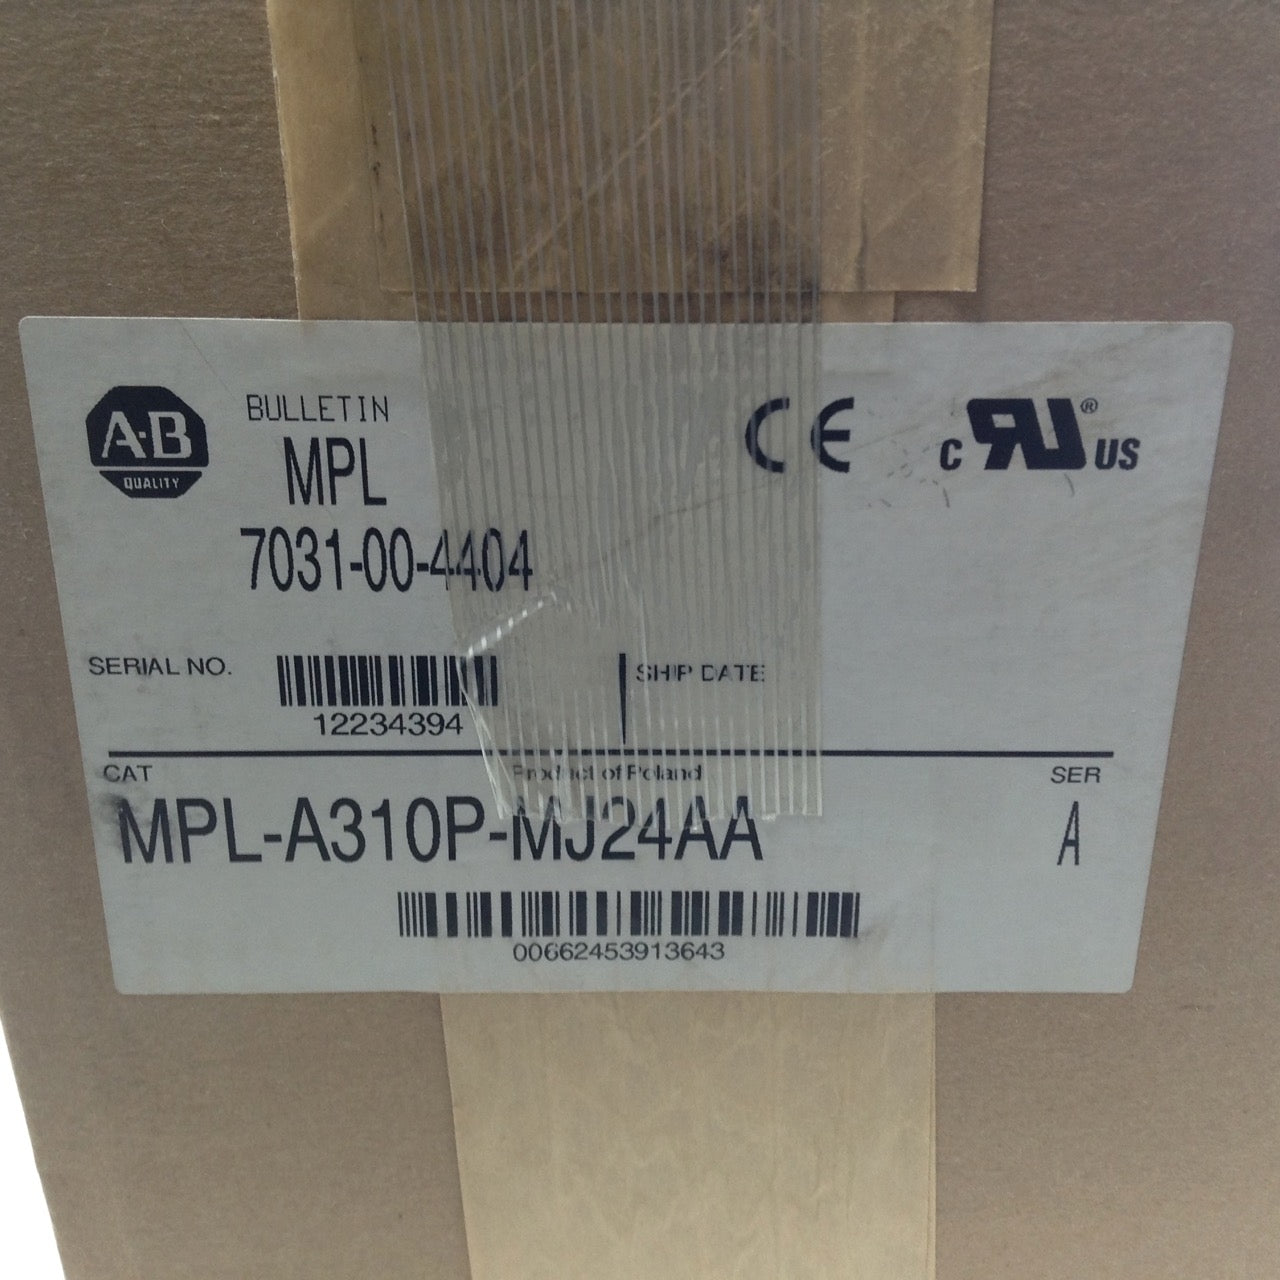 A-B
QUALITY
BULLETIN
MPL
7031-00-4404
CE
c RU® US
SERIAL NO.
12234394
SHIP DATE
CAT
Product of Poland
SER
MPL-A310P-MJ24AA
A
00662453913643